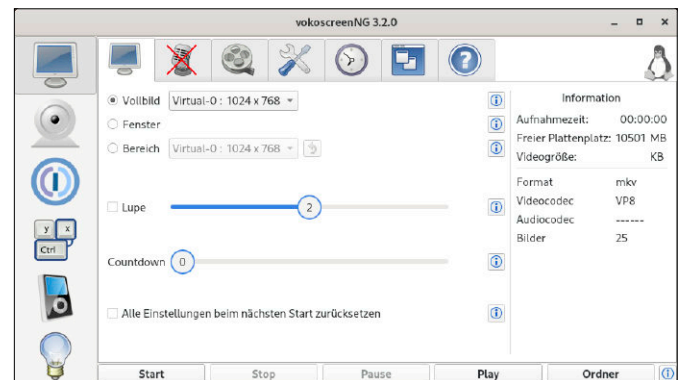 vokoscreenNG 3.2.0
Vollbild Virtual-0 : 1024 x 768
Fenster
Bereich Virtual-0 : 1024 x 768
Lupe 2
Countdown 0
Alle Einstellungen beim nächsten Start zurücksetzen
Information
Aufnahmezeit: 00:00:00
Freier Plattenplatz: 10501 MB
Videogröße: KB
Format mkv
Videocodec VP8
Audiocodec ------
Bilder 25
y x
Ctrl
Start Stop Pause Play Ordner